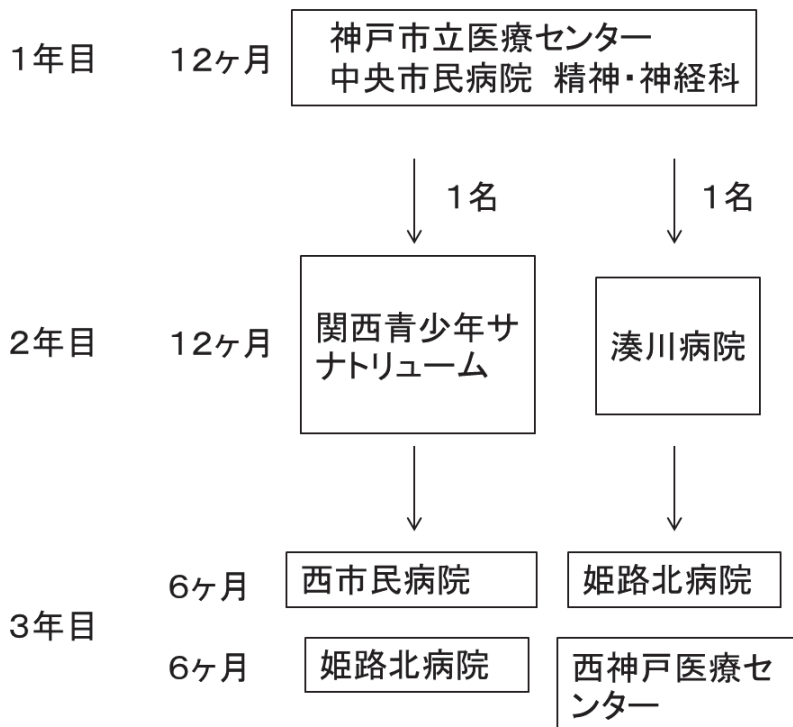 1年目 12ヶ月 神戸市立医療センター
中央市民病院 精神・神経科
1名 1名
2年目 12ヶ月 関西青少年サ
ナトリューム 湊川病院
6ヶ月 西市民病院 姫路北病院
3年目
6ヶ月 姫路北病院 西神戸医療セ
ンター